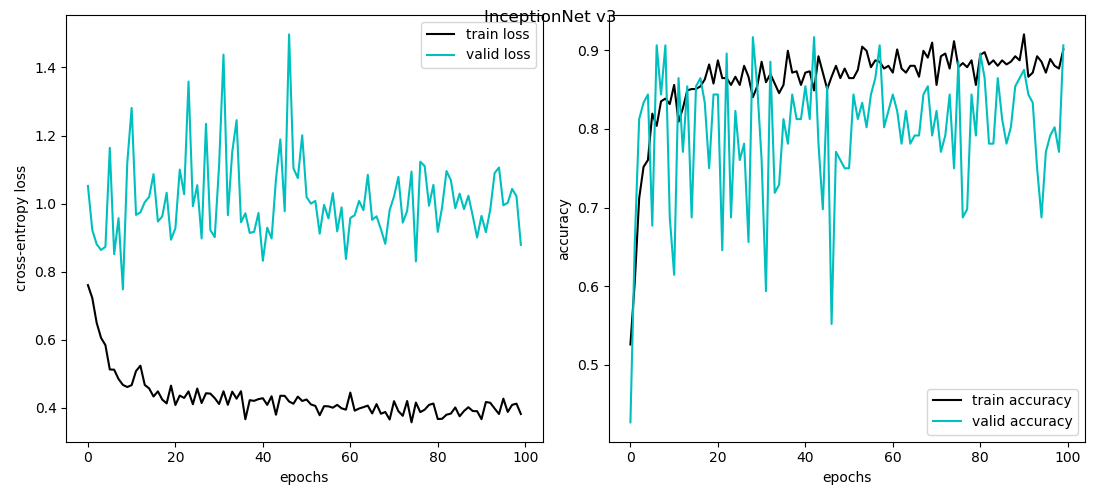 InceptionNet v3
train loss
valid loss
cross-entropy loss
1.4
1.2
1.0
0.8
0.6
0.4
0 20 40 60 80 100
epochs
accuracy
0.9
0.8
0.7
0.6
0.5
train accuracy
valid accuracy
0 20 40 60 80 100
epochs